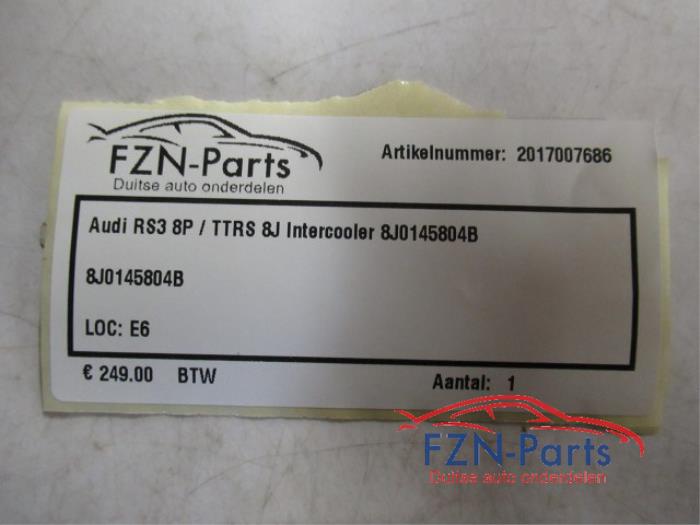 FZN-Parts
Duitse auto onderdelen
Artikelnummer: 2017007686
Audi RS3 8P / TTRS 8J Intercooler 8J0145804B
8J0145804B
LOC: E6
€ 249.00 BTW
Aantal: 1
FZN-Parts
Duitse auto onderdelen